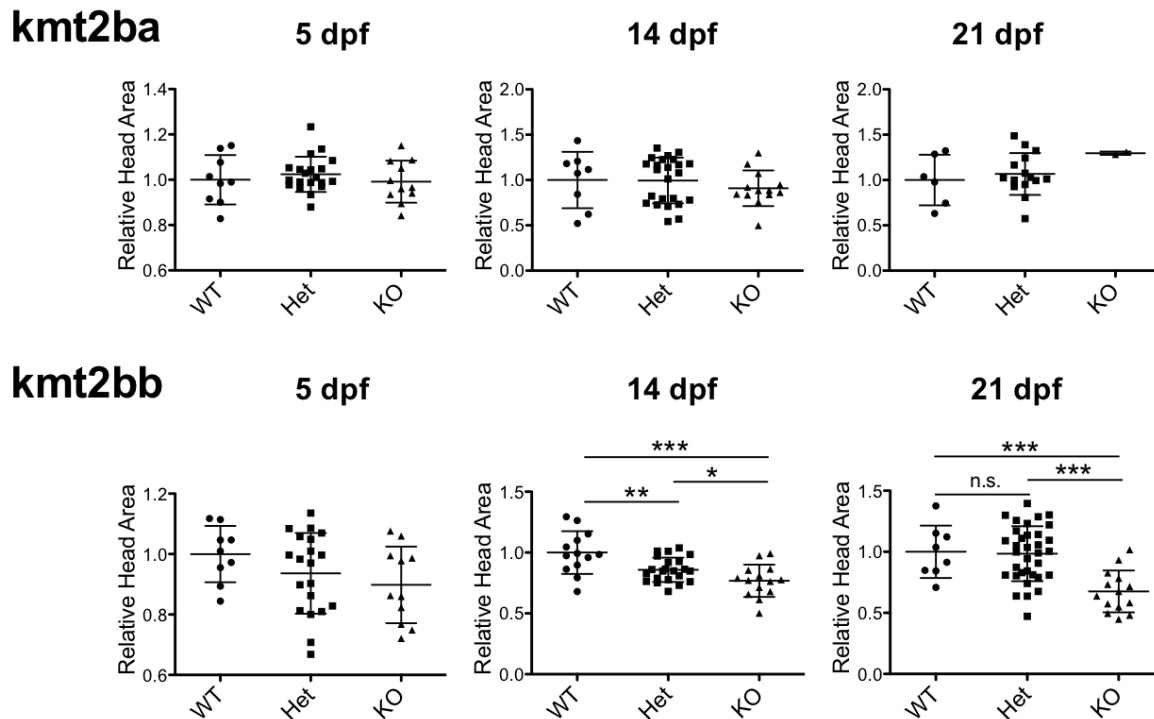 kmt2ba
5 dpf
14 dpf
21 dpf
Relative Head Area
1.4
1.2
1.0
0.8
0.6
WT
Het
KO
Relative Head Area
2.0
1.5
1.0
0.5
0.0
WT
Het
KO
Relative Head Area
2.0
1.5
1.0
0.5
0.0
WT
Het
KO
kmt2bb
5 dpf
14 dpf
21 dpf
Relative Head Area
1.2
1.0
0.8
0.6
WT
Het
KO
***
*
**
Relative Head Area
1.5
1.0
0.5
0.0
WT
Het
KO
***
n.s.
***
Relative Head Area
1.5
1.0
0.5
0.0
WT
Het
KO